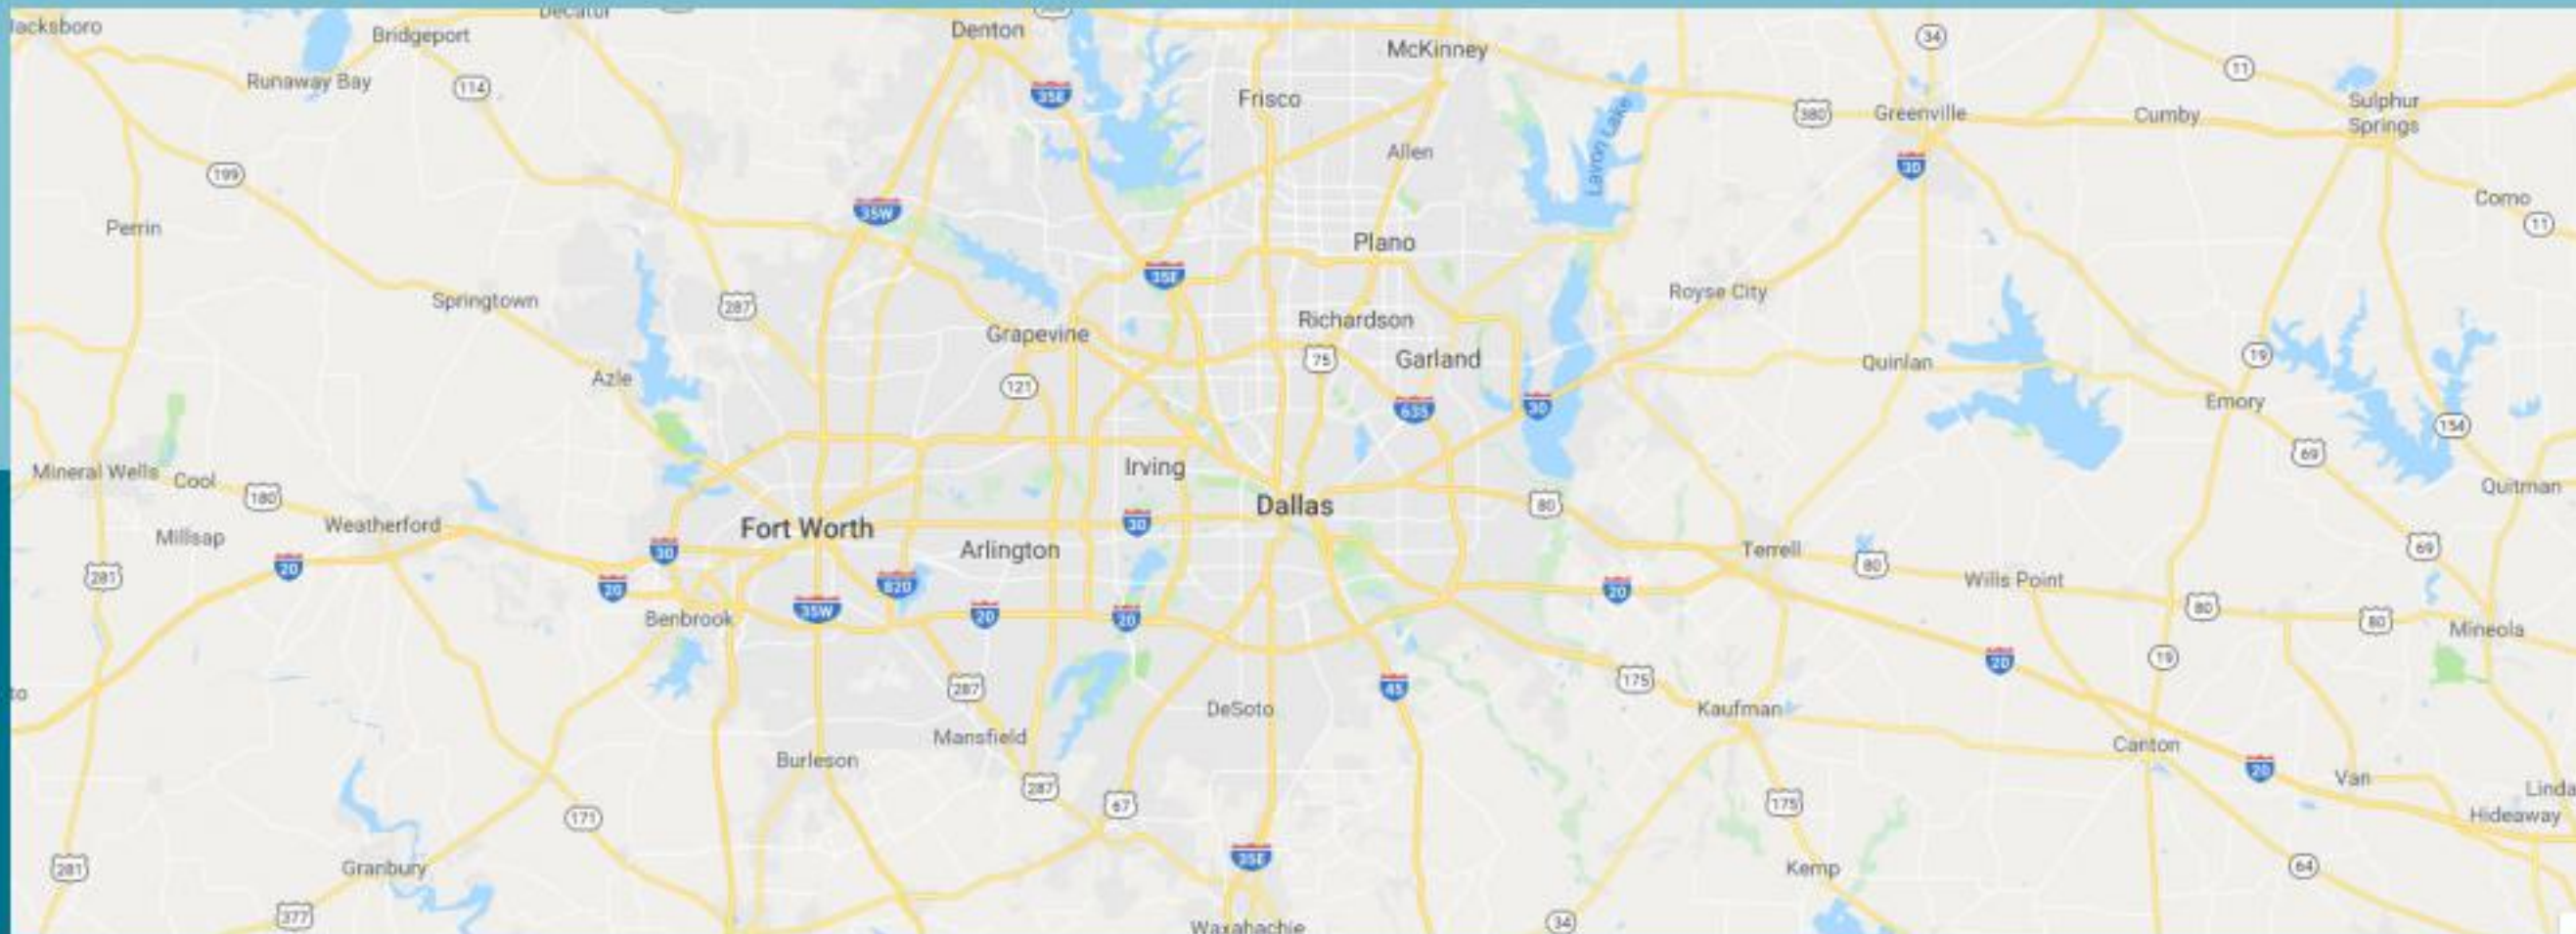 Decatur
Jacksboro
Bridgeport
Denton
McKinney
34
11
Runaway Bay
114
35E
Frisco
Lavon Lake
380
Greenville
Cumby
Sulphur
Springs
199
Allen
30
Como
11
Perrin
35W
Plano
35E
Royse City
Springtown
287
Grapevine
Richardson
75
Garland
Quinlan
19
Azle
121
635
30
Emory
154
69
Mineral Wells
Cool
180
Irving
Quitman
Weatherford
Fort Worth
30
Dallas
80
Millsap
20
30
Arlington
Terrell
80
69
281
20
820
20
Wills Point
80
80
Benbrook
35W
20
20
Mineola
to
287
45
175
20
19
DeSoto
Kaufman
Mansfield
Burleson
Canton
20
Van
Linda
Hideaway
171
287
67
175
281
Granbury
35E
Kemp
64
377
Waxahachie
34